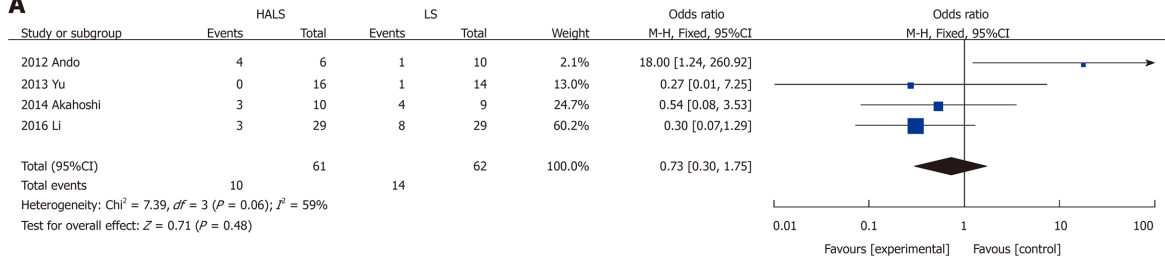 A
HALS LS Odds ratio Odds ratio
Study or subgroup Events Total Events Total Weight M-H, Fixed, 95%CI M-H, Fixed, 95%CI
2012 Ando 4 6 1 10 2.1% 18.00 [1.24, 260.92]
2013 Yu 0 16 1 14 13.0% 0.27 [0.01, 7.25]
2014 Akahoshi 3 10 4 9 24.7% 0.54 [0.08, 3.53]
2016 Li 3 29 8 29 60.2% 0.30 [0.07,1.29]
Total (95%CI) 61 62 100.0% 0.73 [0.30, 1.75]
Total events 10 14
Heterogeneity: Chi² = 7.39, df = 3 (P = 0.06); I² = 59%
Test for overall effect: Z = 0.71 (P = 0.48)
0.01 0.1 1 10 100
Favours [experimental] Favous [control]